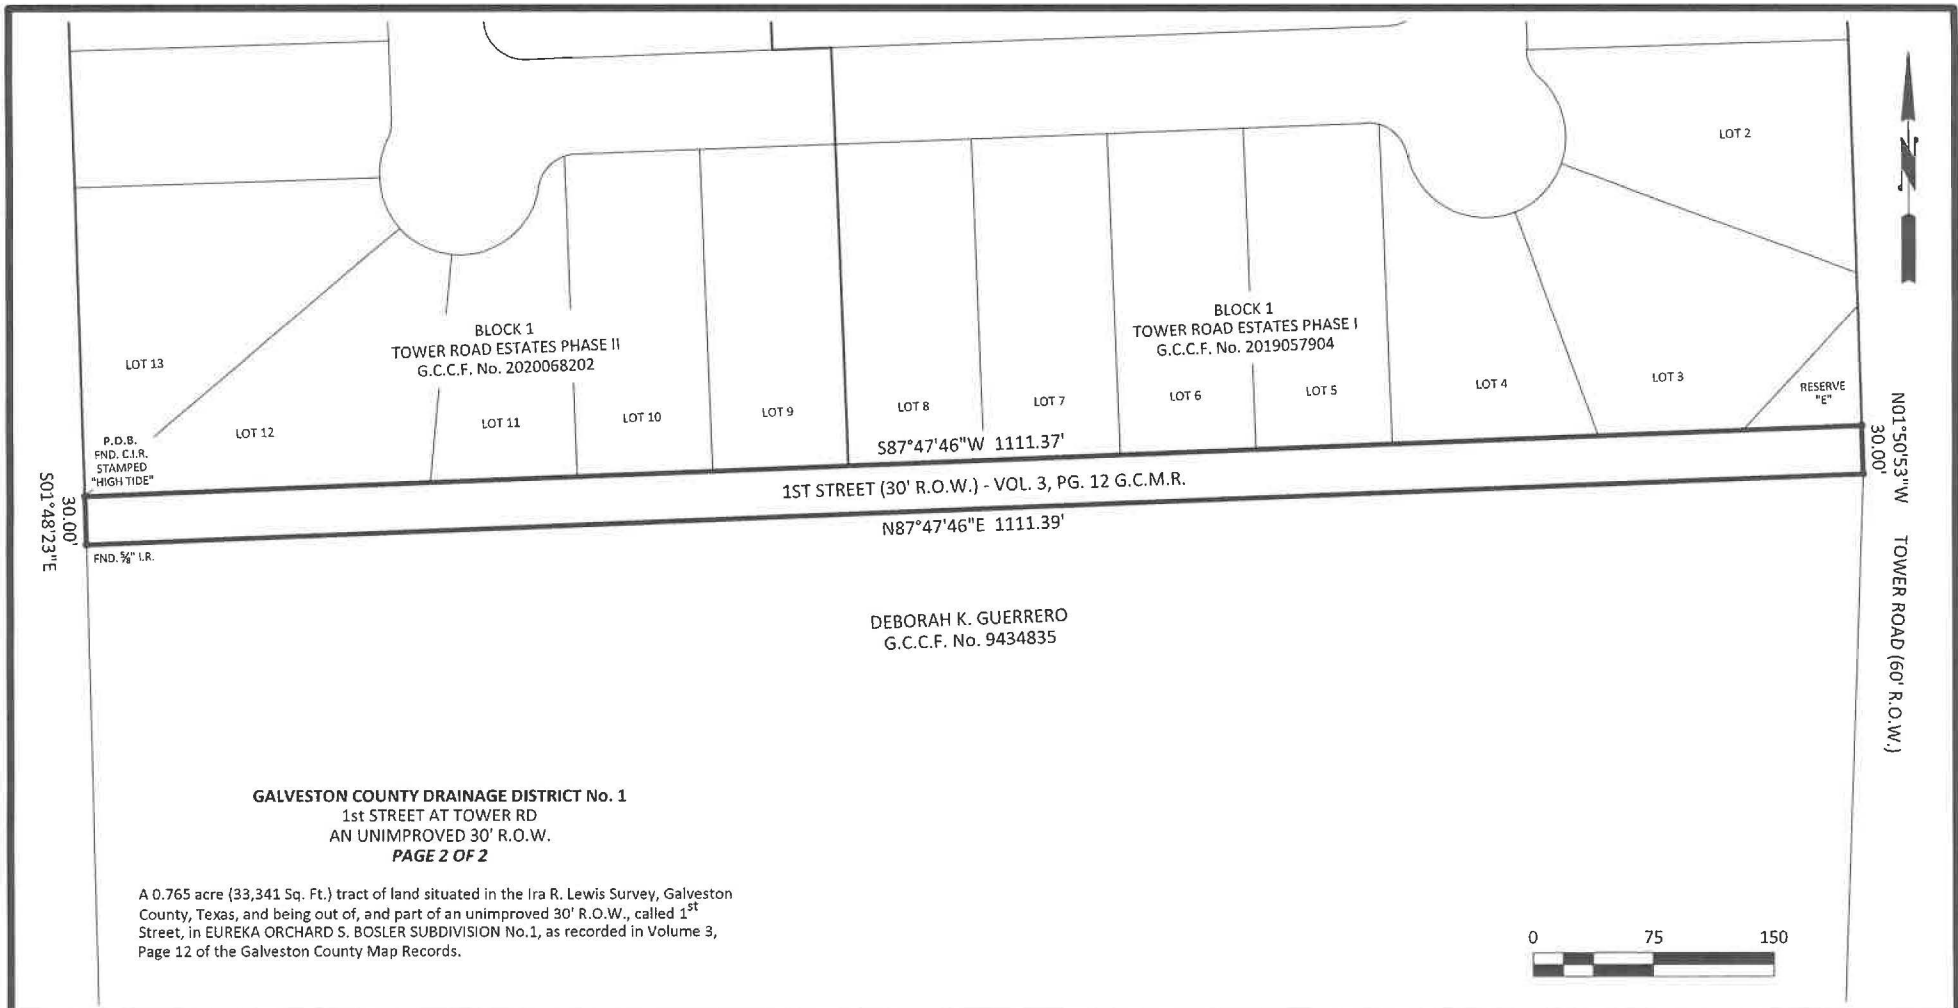 LOT 2
BLOCK 1
TOWER ROAD ESTATES PHASE II
G.C.C.F. No. 2020068202
BLOCK 1
TOWER ROAD ESTATES PHASE I
G.C.C.F. No. 2019057904
LOT 13
LOT 12
LOT 11
LOT 10
LOT 9
LOT 8
LOT 7
LOT 6
LOT 5
LOT 4
LOT 3
RESERVE
"E"
P.O.B.
FND. C.I.R.
STAMPED
"HIGH TIDE"
S87°47'46"W 1111.37'
1ST STREET (30' R.O.W.) - VOL. 3, PG. 12 G.C.M.R.
N87°47'46"E 1111.39'
30.00'
S01°48'23"E
FND. ⅝" I.R.
N01°50'53"W
30.00'
TOWER ROAD (60' R.O.W.)
N
DEBORAH K. GUERRERO
G.C.C.F. No. 9434835
GALVESTON COUNTY DRAINAGE DISTRICT No. 1
1st STREET AT TOWER RD
AN UNIMPROVED 30' R.O.W.
PAGE 2 OF 2
A 0.765 acre (33,341 Sq. Ft.) tract of land situated in the Ira R. Lewis Survey, Galveston
County, Texas, and being out of, and part of an unimproved 30' R.O.W., called 1st
Street, in EUREKA ORCHARD S. BOSLER SUBDIVISION No.1, as recorded in Volume 3,
Page 12 of the Galveston County Map Records.
0 75 150